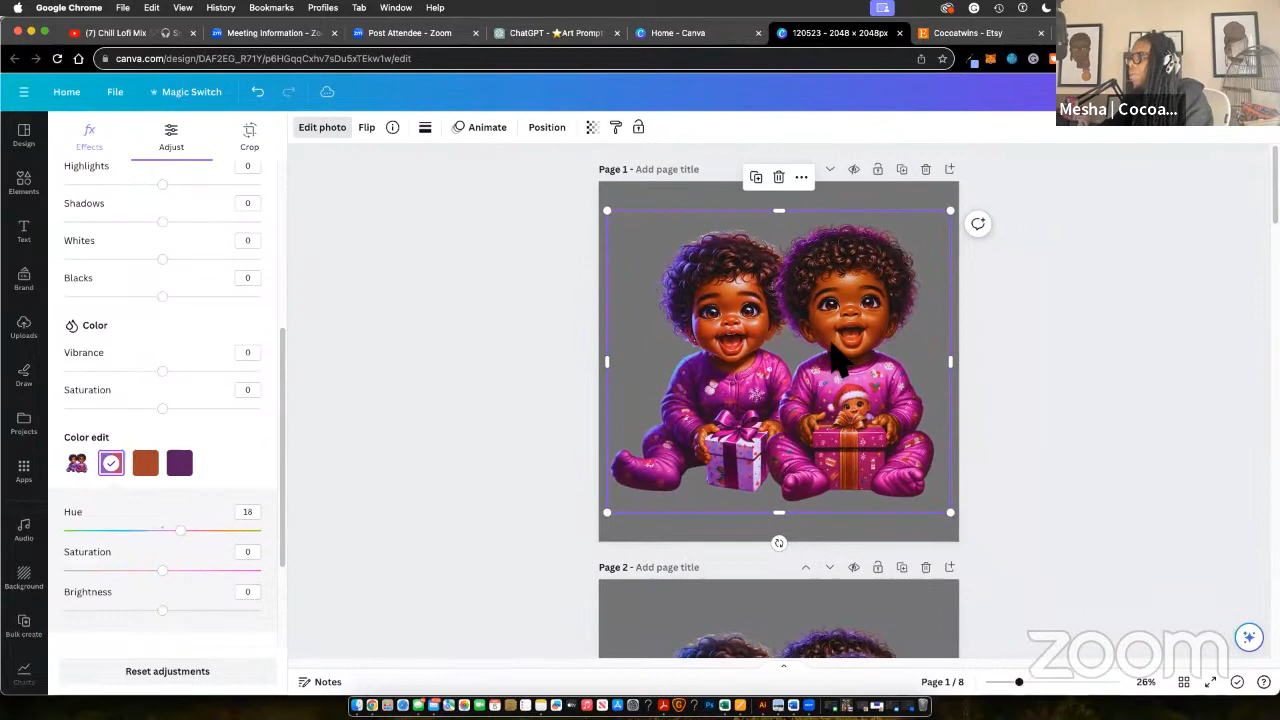 Google Chrome File Edit View History Bookmarks Profiles Tab Window Help
(7) Chill Lofi Mix
Meeting Information - Zo
Post Attendee - Zoom
ChatGPT - Art Prompt
Home - Canva
120523 - 2048 × 2048px
Cocoatwins - Etsy
canva.com/design/DAF2EG_R71Y/p6HGqqCxhv7sDu5xTEkw1w/edit
Home File Magic Switch
Mesha | Cocoa...
Design
Elements
Text
Brand
Uploads
Draw
Projects
Apps
Audio
Background
Bulk create
Charts
fx
Effects Adjust Crop
Edit photo Flip Animate Position
Highlights 0
Shadows 0
Whites 0
Blacks 0
Color
Vibrance 0
Saturation 0
Color edit
Hue 18
Saturation 0
Brightness 0
Reset adjustments
Page 1 - Add page title
Page 2 - Add page title
Notes
Page 1 / 8
26%
zoom